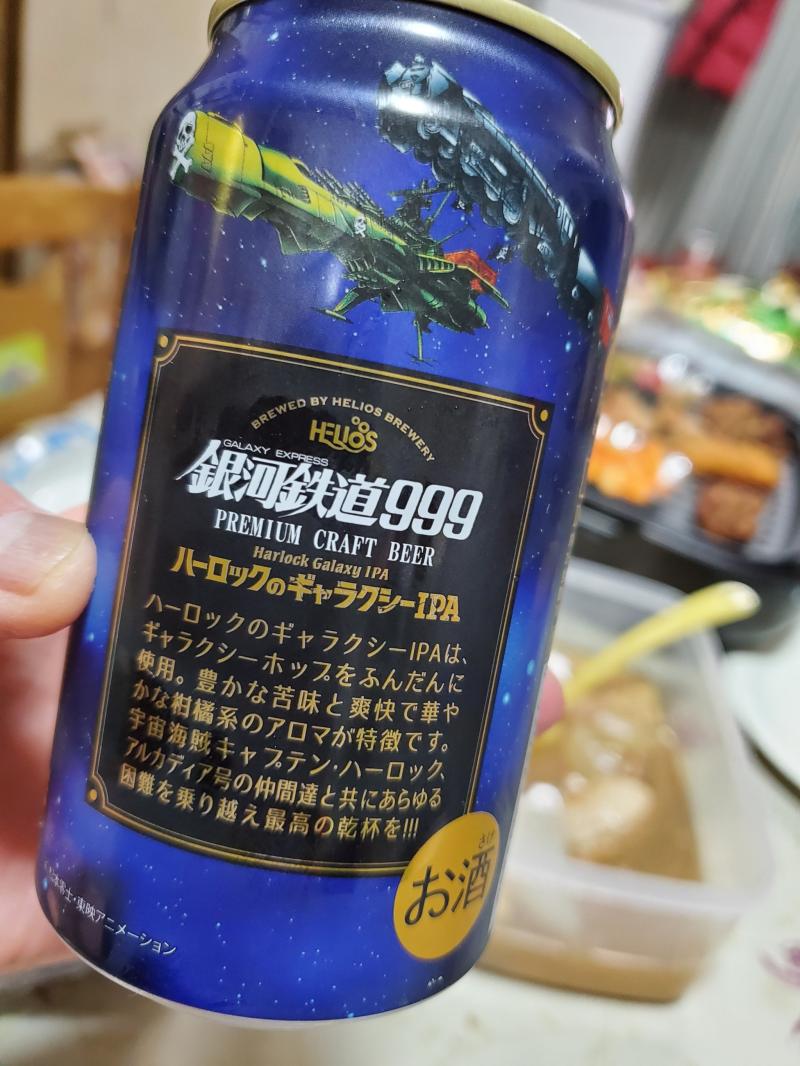 BREWED BY HELIOS BREWERY
HELIOS
GALAXY EXPRESS
銀河鉄道999
PREMIUM CRAFT BEER
Harlock Galaxy IPA
ハーロックのギャラクシーIPA
ハーロックのギャラクシーIPAは、
ギャラクシーホップをふんだんに
使用。豊かな苦味と爽快で華や
かな柑橘系のアロマが特徴です。
宇宙海賊キャプテン・ハーロック、
アルカディア号の仲間達と共にあらゆる
困難を乗り越え最高の乾杯を!!!
さけ
お酒
零士・東映アニメーション